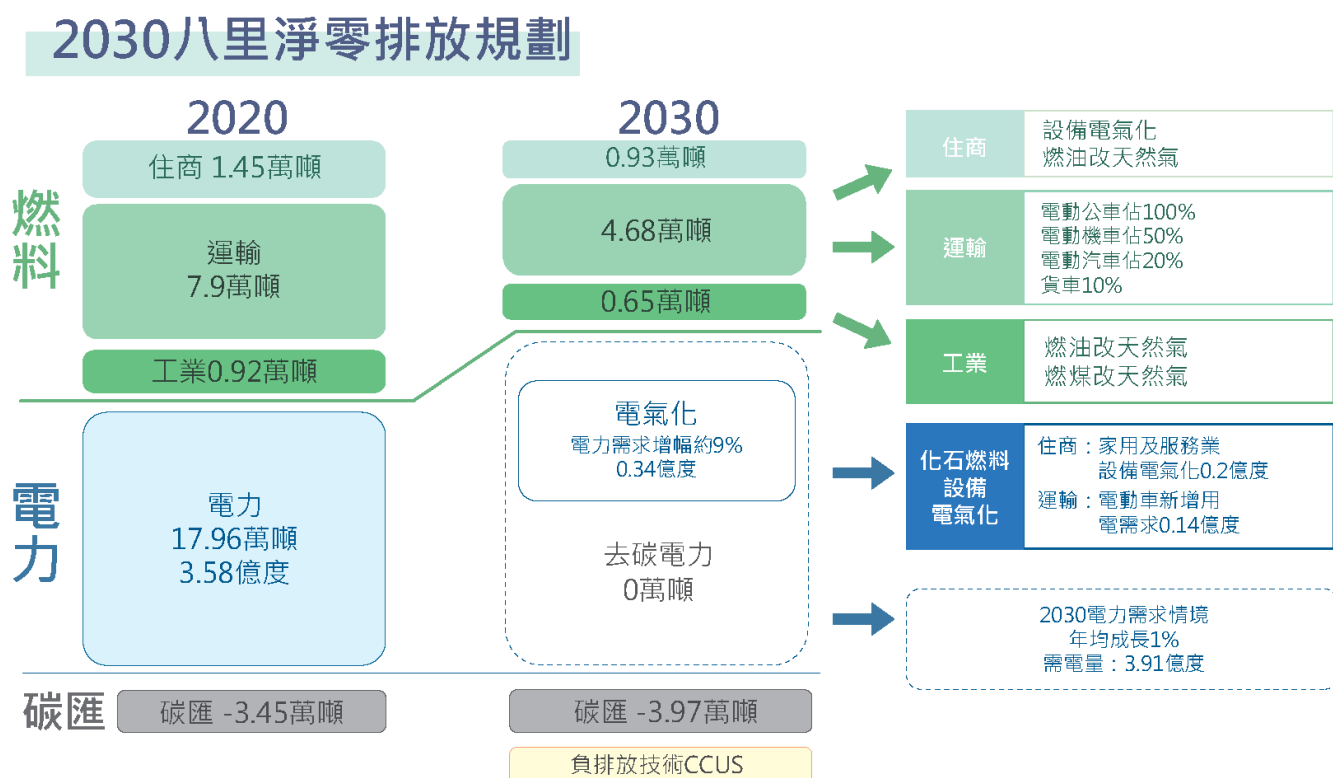 2030八里淨零排放規劃
2020
2030
燃料
住商 1.45萬噸
運輸
7.9萬噸
工業0.92萬噸
0.93萬噸
4.68萬噸
0.65萬噸
住商
設備電氣化
燃油改天然氣
運輸
電動公車佔100%
電動機車佔50%
電動汽車佔20%
貨車10%
工業
燃油改天然氣
燃煤改天然氣
電力
電力
17.96萬噸
3.58億度
電氣化
電力需求增幅約9%
0.34億度
去碳電力
0萬噸
化石燃料
設備
電氣化
住商：家用及服務業
設備電氣化0.2億度
運輸：電動車新增用
電需求0.14億度
2030電力需求情境
年均成長1%
需電量：3.91億度
碳匯
碳匯 -3.45萬噸
碳匯 -3.97萬噸
負排放技術CCUS